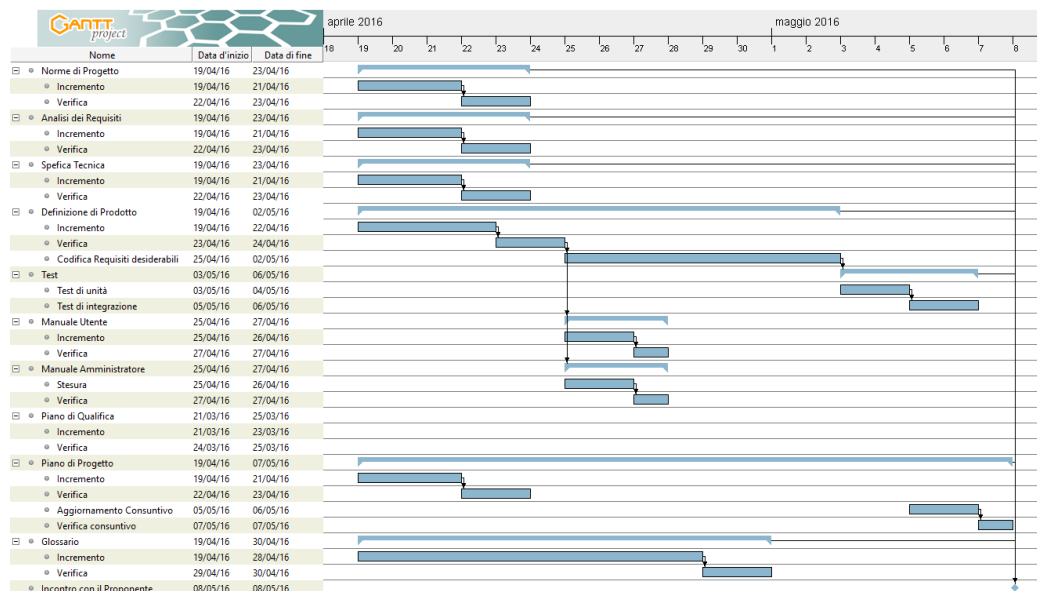 GANTT project
aprile 2016 maggio 2016
Nome Data d'inizio Data di fine
18 19 20 21 22 23 24 25 26 27 28 29 30 1 2 3 4 5 6 7 8
Norme di Progetto 19/04/16 23/04/16
Incremento 19/04/16 21/04/16
Verifica 22/04/16 23/04/16
Analisi dei Requisiti 19/04/16 23/04/16
Incremento 19/04/16 21/04/16
Verifica 22/04/16 23/04/16
Spefica Tecnica 19/04/16 23/04/16
Incremento 19/04/16 21/04/16
Verifica 22/04/16 23/04/16
Definizione di Prodotto 19/04/16 02/05/16
Incremento 19/04/16 22/04/16
Verifica 23/04/16 24/04/16
Codifica Requisiti desiderabili 25/04/16 02/05/16
Test 03/05/16 06/05/16
Test di unità 03/05/16 04/05/16
Test di integrazione 05/05/16 06/05/16
Manuale Utente 25/04/16 27/04/16
Incremento 25/04/16 26/04/16
Verifica 27/04/16 27/04/16
Manuale Amministratore 25/04/16 27/04/16
Stesura 25/04/16 26/04/16
Verifica 27/04/16 27/04/16
Piano di Qualifica 21/03/16 25/03/16
Incremento 21/03/16 23/03/16
Verifica 24/03/16 25/03/16
Piano di Progetto 19/04/16 07/05/16
Incremento 19/04/16 21/04/16
Verifica 22/04/16 23/04/16
Aggiornamento Consuntivo 05/05/16 06/05/16
Verifica consuntivo 07/05/16 07/05/16
Glossario 19/04/16 30/04/16
Incremento 19/04/16 28/04/16
Verifica 29/04/16 30/04/16
Incontro con il Proponente 08/05/16 08/05/16